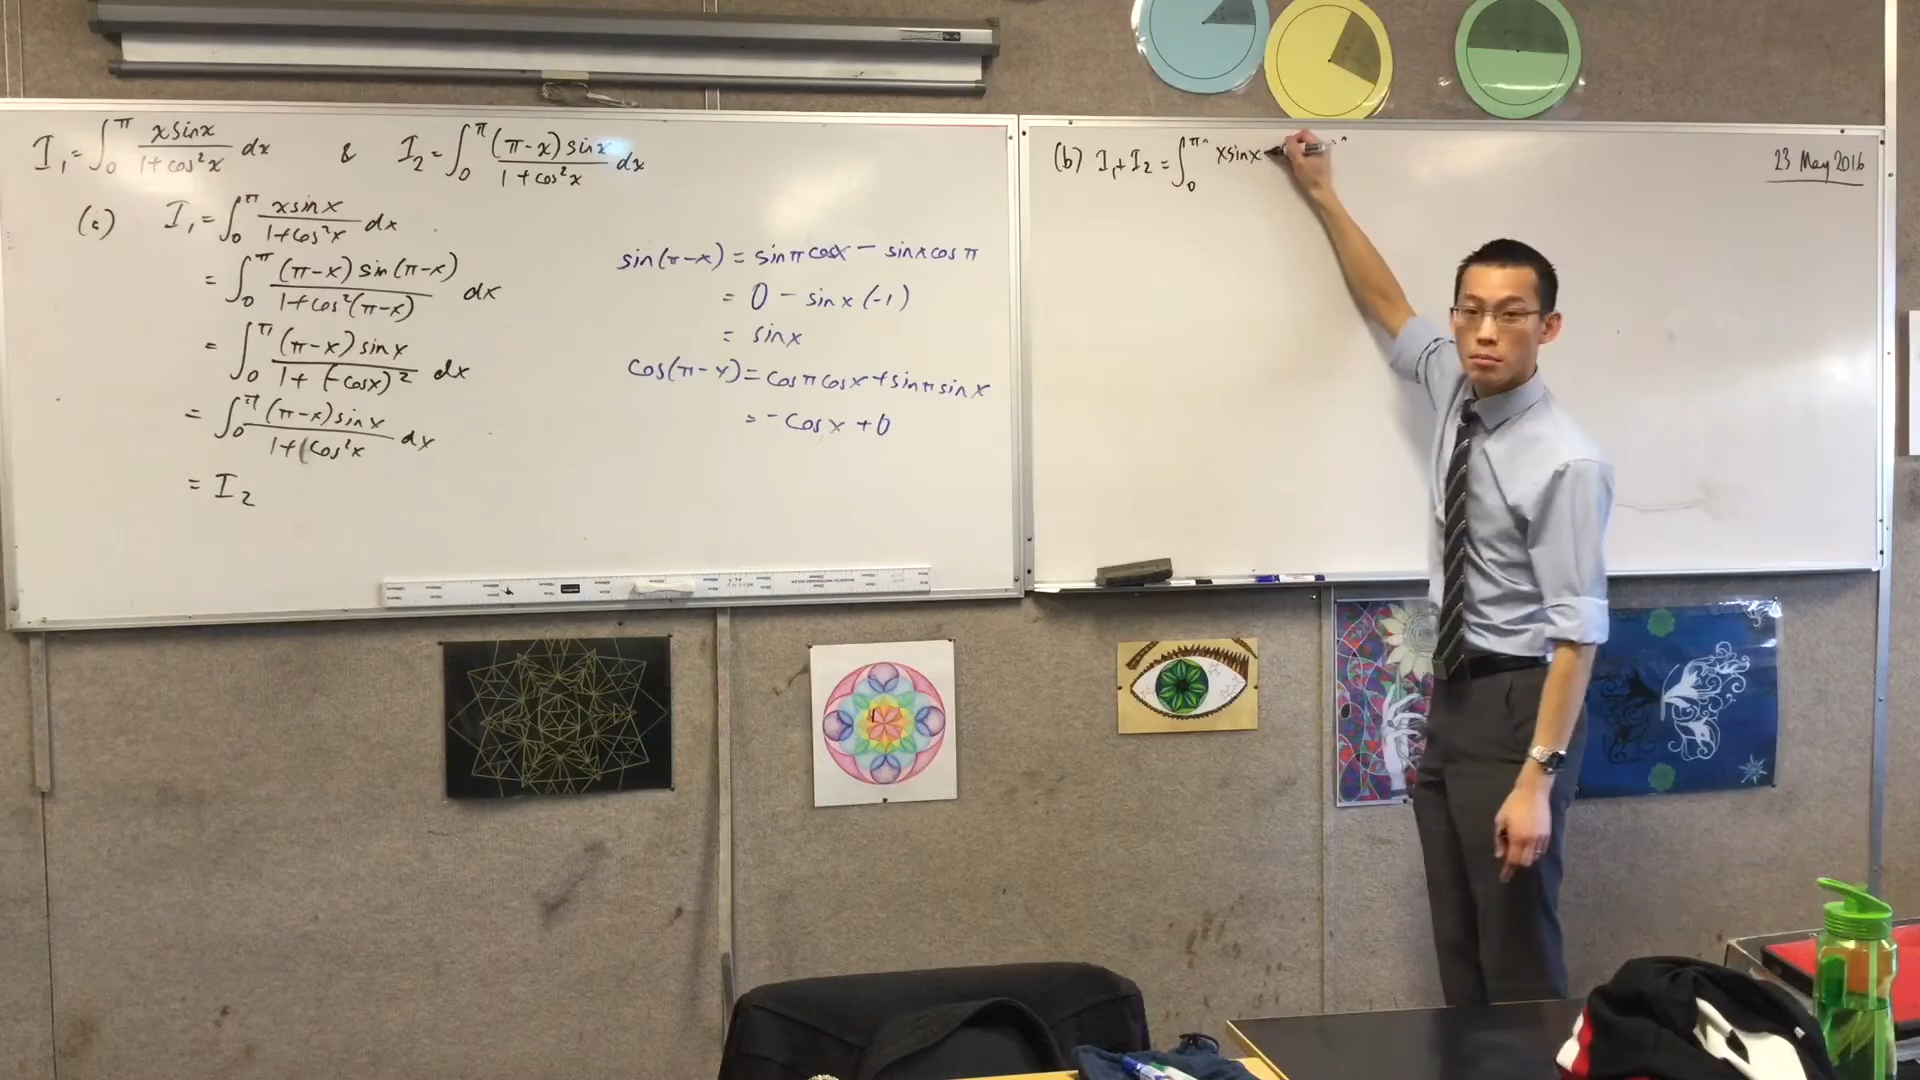 I₁ = ∫₀^π (x sin x)/(1 + cos²x) dx & I₂ = ∫₀^π ((π-x) sin x)/(1 + cos²x) dx
(a) I₁ = ∫₀^π (x sin x)/(1 + cos²x) dx
= ∫₀^π ((π-x) sin(π-x))/(1 + cos²(π-x)) dx
= ∫₀^π ((π-x) sin x)/(1 + (-cos x)²) dx
= ∫₀^π ((π-x) sin x)/(1 + cos²x) dx
= I₂
sin(π-x) = sin π cos x - sin x cos π
= 0 - sin x (-1)
= sin x
cos(π-x) = cos π cos x + sin π sin x
= -cos x + 0
(b) I₁ + I₂ = ∫₀^π x sin x
23 May 2016